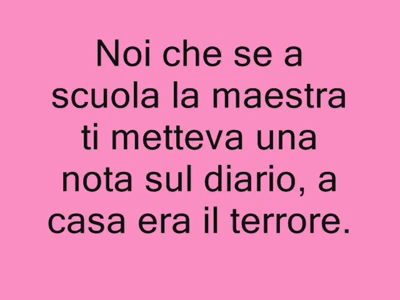 Noi che se a
scuola la maestra
ti metteva una
nota sul diario, a
casa era il terrore.